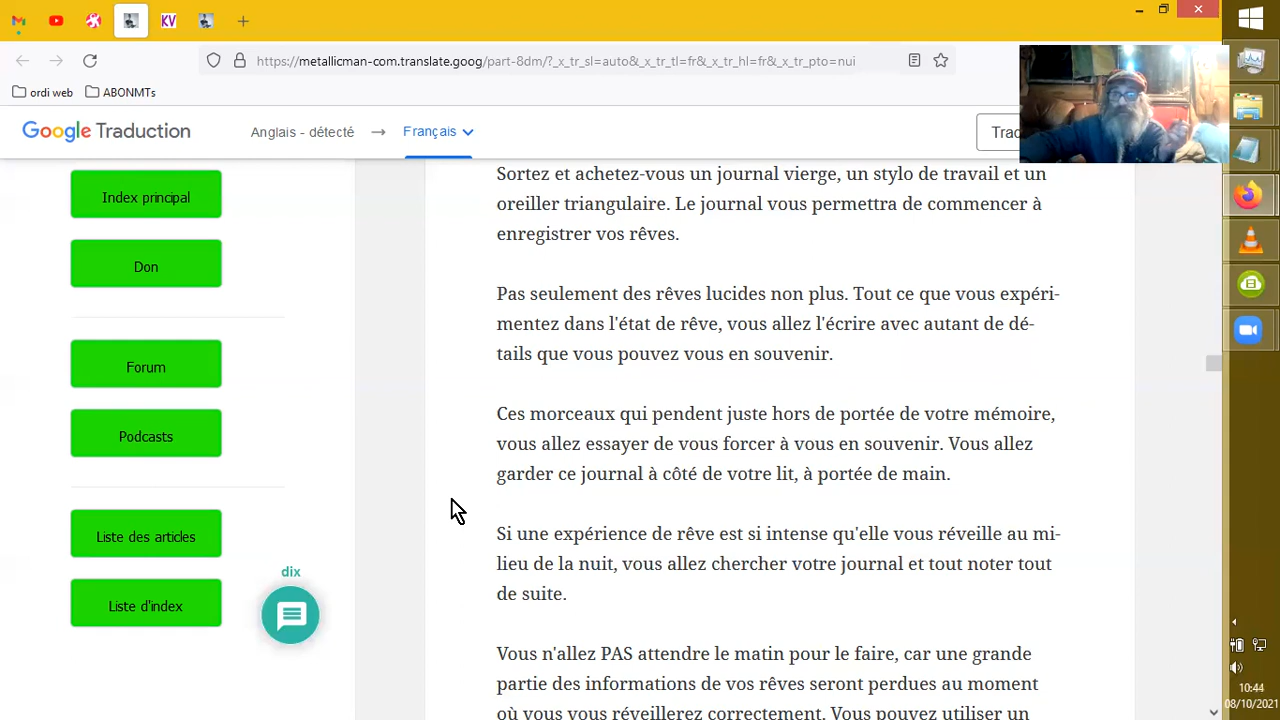 KV
https://metallicman-com.translate.goog/part-8dm/?_x_tr_sl=auto&_x_tr_tl=fr&_x_tr_hl=fr&_x_tr_pto=nui
ordi web
ABONMTs
Google Traduction
Anglais - détecté
Français
Trad
Index principal
Don
Forum
Podcasts
Liste des articles
Liste d'index
dix
Sortez et achetez-vous un journal vierge, un stylo de travail et un
oreiller triangulaire. Le journal vous permettra de commencer à
enregistrer vos rêves.
Pas seulement des rêves lucides non plus. Tout ce que vous expéri-
mentez dans l'état de rêve, vous allez l'écrire avec autant de dé-
tails que vous pouvez vous en souvenir.
Ces morceaux qui pendent juste hors de portée de votre mémoire,
vous allez essayer de vous forcer à vous en souvenir. Vous allez
garder ce journal à côté de votre lit, à portée de main.
Si une expérience de rêve est si intense qu'elle vous réveille au mi-
lieu de la nuit, vous allez chercher votre journal et tout noter tout
de suite.
Vous n'allez PAS attendre le matin pour le faire, car une grande
partie des informations de vos rêves seront perdues au moment
où vous vous réveillerez correctement. Vous pouvez utiliser un
10:44
08/10/2021